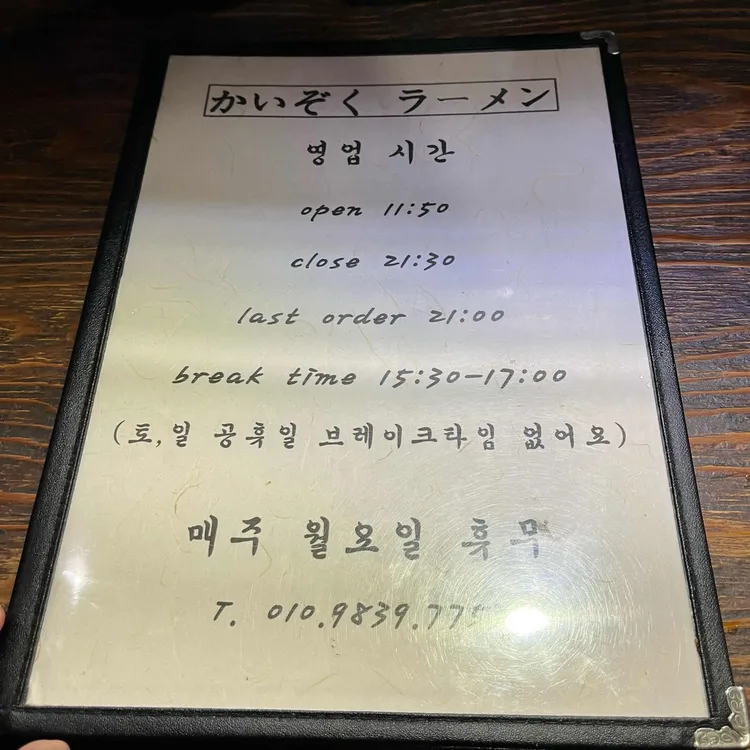 かいぞく ラーメン
영업 시간
open 11:50
close 21:30
last order 21:00
break time 15:30-17:00
(토,일 공휴일 브레이크타임 없어요)
매주 월요일 휴무
T.